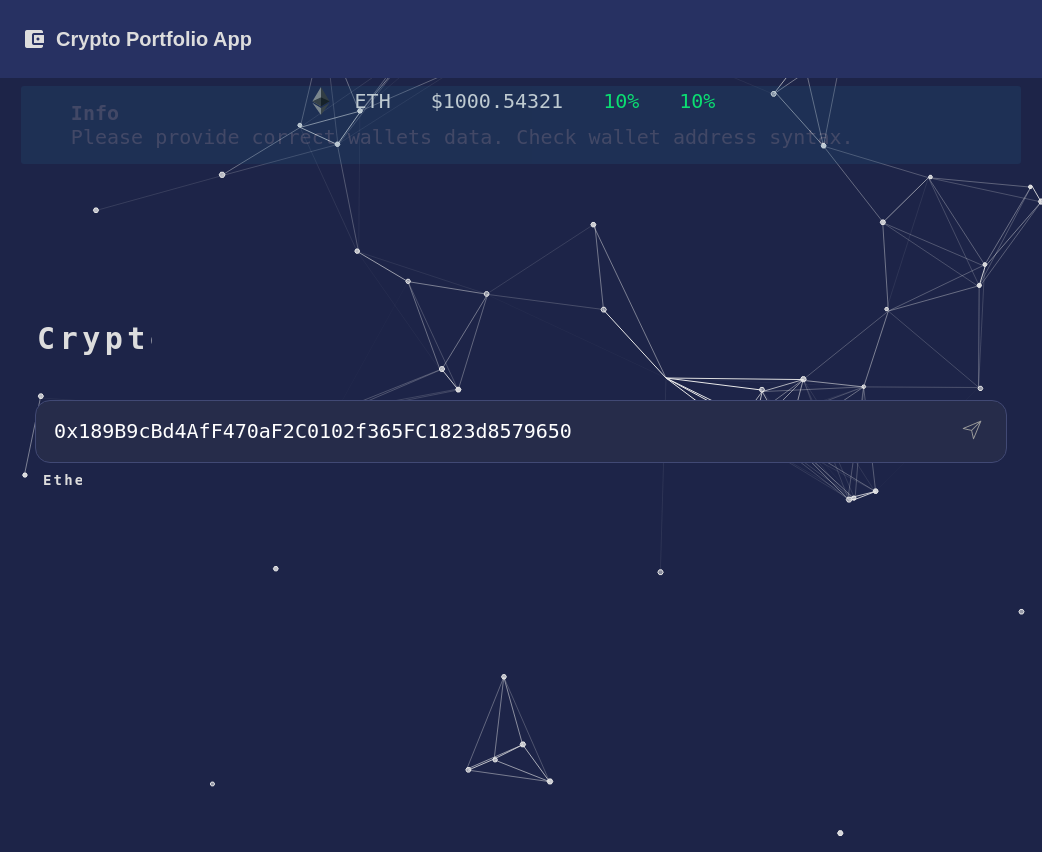 Crypto Portfolio App
ETH $1000.54321 10% 10%
Info
Please provide correct wallets data. Check wallet address syntax.
Crypt
0x189B9cBd4AfF470aF2C0102f365FC1823d8579650
Ethe